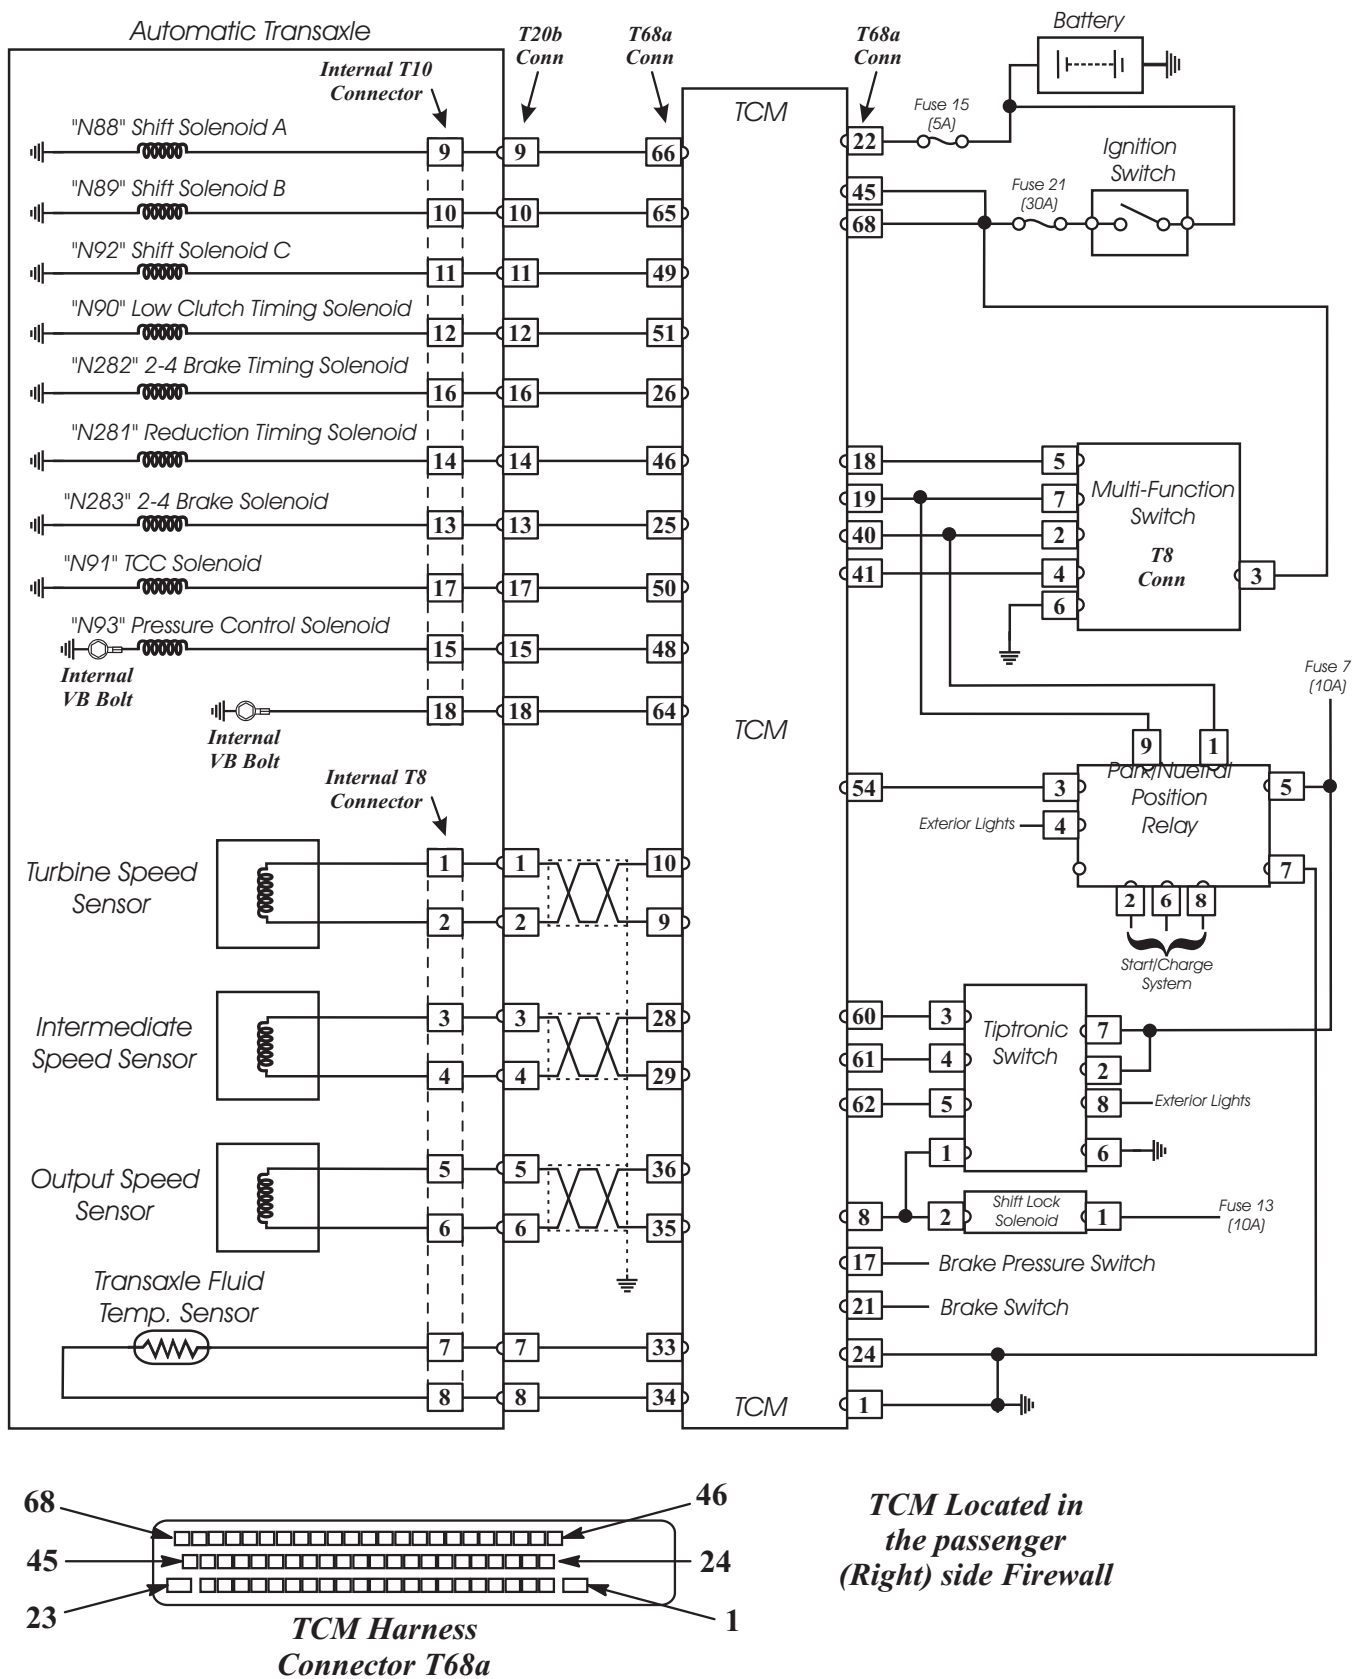 Automatic Transaxle
T20b
Conn
T68a
Conn
T68a
Conn
Battery
Internal T10
Connector
TCM
Fuse 15
(5A)
"N88" Shift Solenoid A
9 9 66
22
Ignition
Switch
"N89" Shift Solenoid B
10 10 65
45
Fuse 21
(30A)
68
"N92" Shift Solenoid C
11 11 49
"N90" Low Clutch Timing Solenoid
12 12 51
"N282" 2-4 Brake Timing Solenoid
16 16 26
"N281" Reduction Timing Solenoid
14 14 46
18 5
"N283" 2-4 Brake Solenoid
13 13 25
19 7
Multi-Function
Switch
40 2
T8
Conn
"N91" TCC Solenoid
17 17 50
41 4
3
6
"N93" Pressure Control Solenoid
15 15 48
Internal
VB Bolt
Fuse 7
(10A)
18 18 64
Internal
VB Bolt
TCM
9 1
Internal T8
Connector
54 3
Park/Nuetral
Position
Relay
5
Exterior Lights 4
7
2 6 8
Start/Charge
System
Turbine Speed
Sensor
1 1 10
2 2 9
Intermediate
Speed Sensor
3 3 28
4 4 29
60 3
Tiptronic
Switch
7
61 4
2
62 5
8 Exterior Lights
1
6
Output Speed
Sensor
5 5 36
6 6 35
8 2
Shift Lock
Solenoid
1
Fuse 13
(10A)
17 Brake Pressure Switch
21 Brake Switch
Transaxle Fluid
Temp. Sensor
7 7 33
24
8 8 34
TCM
1
68
46
45
24
23
1
TCM Harness
Connector T68a
TCM Located in
the passenger
(Right) side Firewall